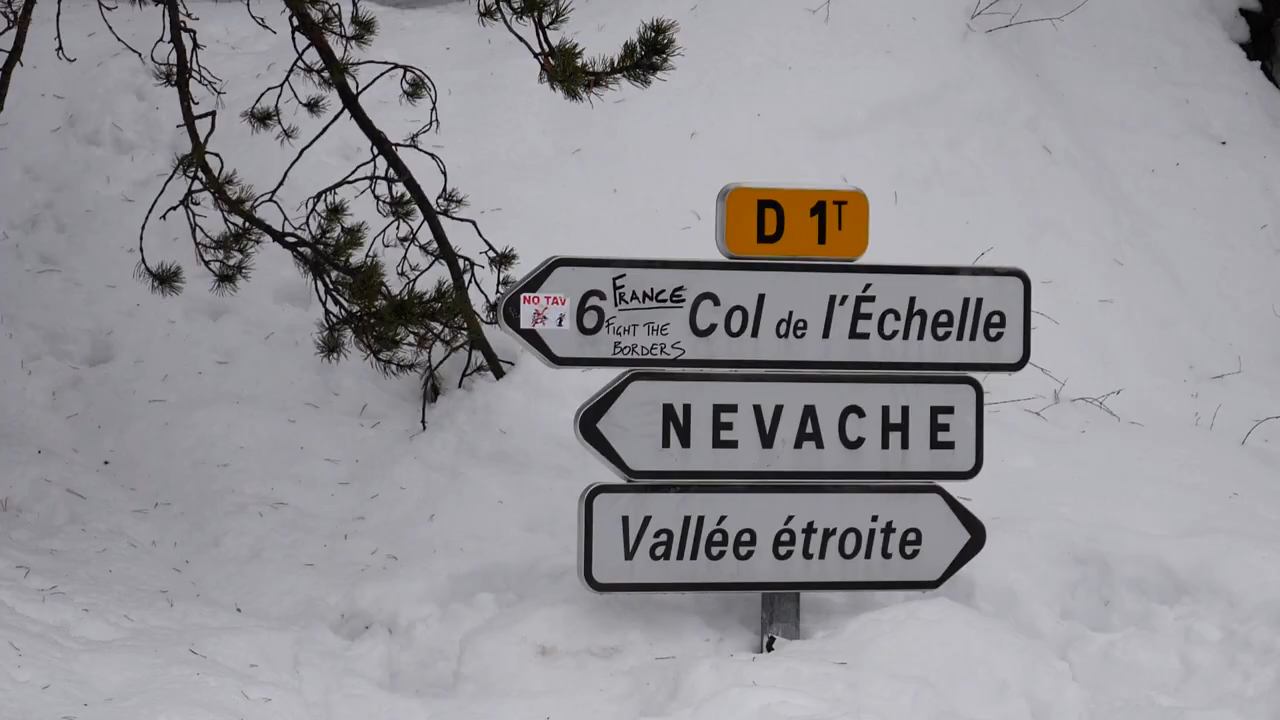 D 1T
NO TAV
6 FRANCE Col de l'Échelle
FIGHT THE
BORDERS
NEVACHE
Vallée étroite